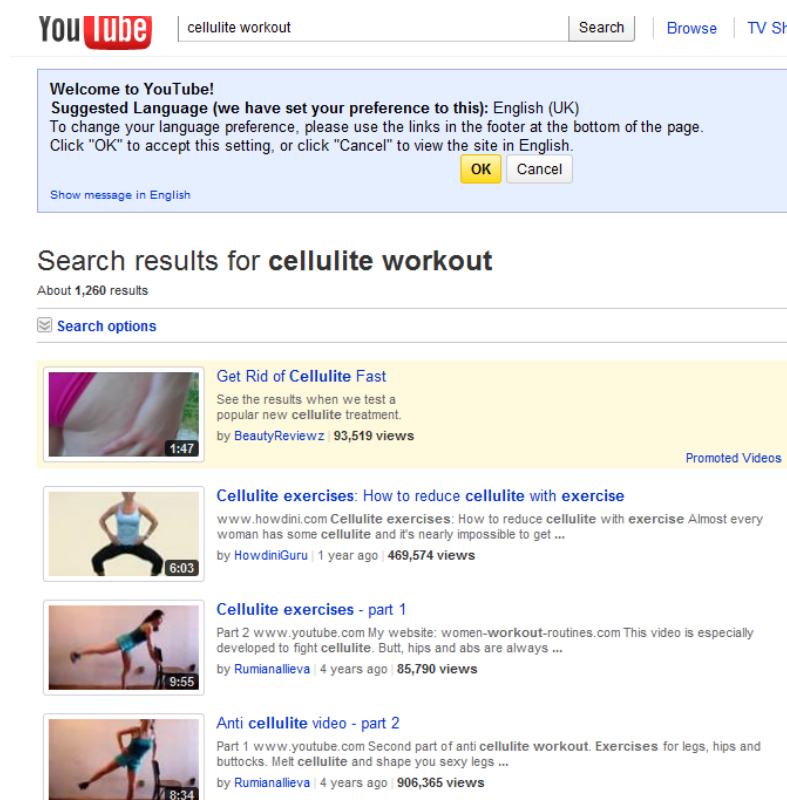 YouTube cellulite workout Search Browse TV Sh
Welcome to YouTube!
Suggested Language (we have set your preference to this): English (UK)
To change your language preference, please use the links in the footer at the bottom of the page.
Click "OK" to accept this setting, or click "Cancel" to view the site in English.
OK Cancel
Show message in English
Search results for cellulite workout
About 1,260 results
Search options
Get Rid of Cellulite Fast
See the results when we test a
popular new cellulite treatment.
by BeautyReviewz | 93,519 views
1:47
Promoted Videos
Cellulite exercises: How to reduce cellulite with exercise
www.howdini.com Cellulite exercises: How to reduce cellulite with exercise Almost every
woman has some cellulite and it's nearly impossible to get ...
by HowdiniGuru | 1 year ago | 469,574 views
6:03
Cellulite exercises - part 1
Part 2 www.youtube.com My website: women-workout-routines.com This video is especially
developed to fight cellulite. Butt, hips and abs are always ...
by Rumianallieva | 4 years ago | 85,790 views
9:55
Anti cellulite video - part 2
Part 1 www.youtube.com Second part of anti cellulite workout. Exercises for legs, hips and
buttocks. Melt cellulite and shape you sexy legs ...
by Rumianallieva | 4 years ago | 906,365 views
8:34